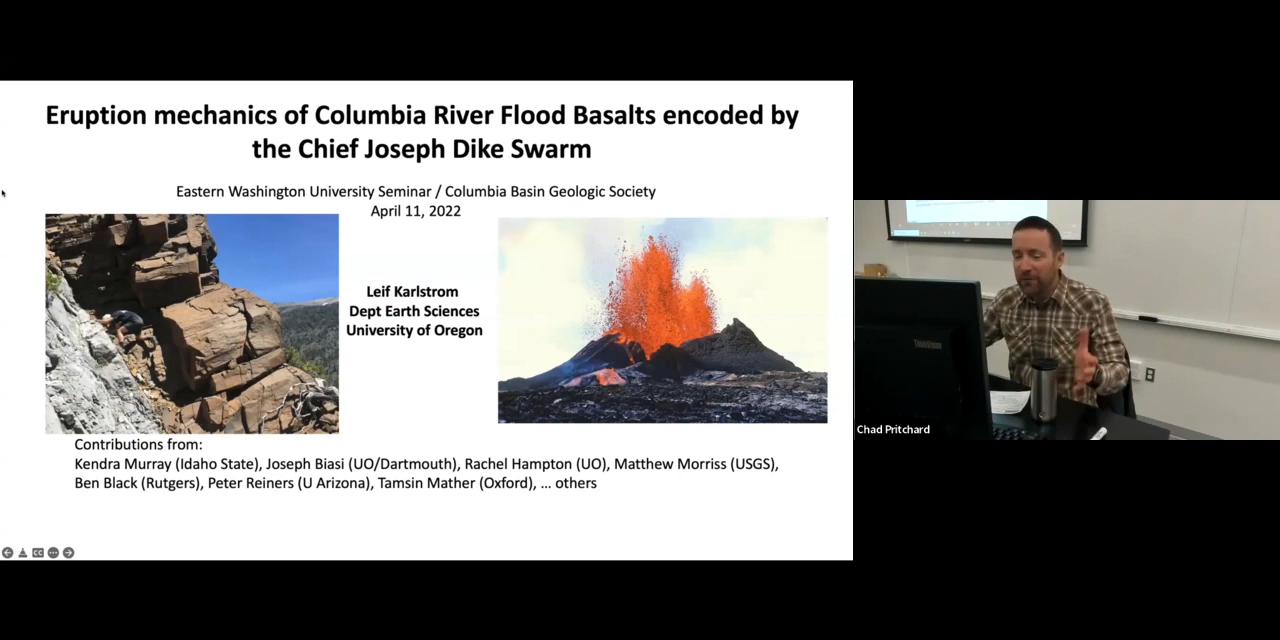 Eruption mechanics of Columbia River Flood Basalts encoded by
the Chief Joseph Dike Swarm
Eastern Washington University Seminar / Columbia Basin Geologic Society
April 11, 2022
Leif Karlstrom
Dept Earth Sciences
University of Oregon
Contributions from:
Kendra Murray (Idaho State), Joseph Biasi (UO/Dartmouth), Rachel Hampton (UO), Matthew Morriss (USGS),
Ben Black (Rutgers), Peter Reiners (U Arizona), Tamsin Mather (Oxford), ... others
CC
Chad Pritchard